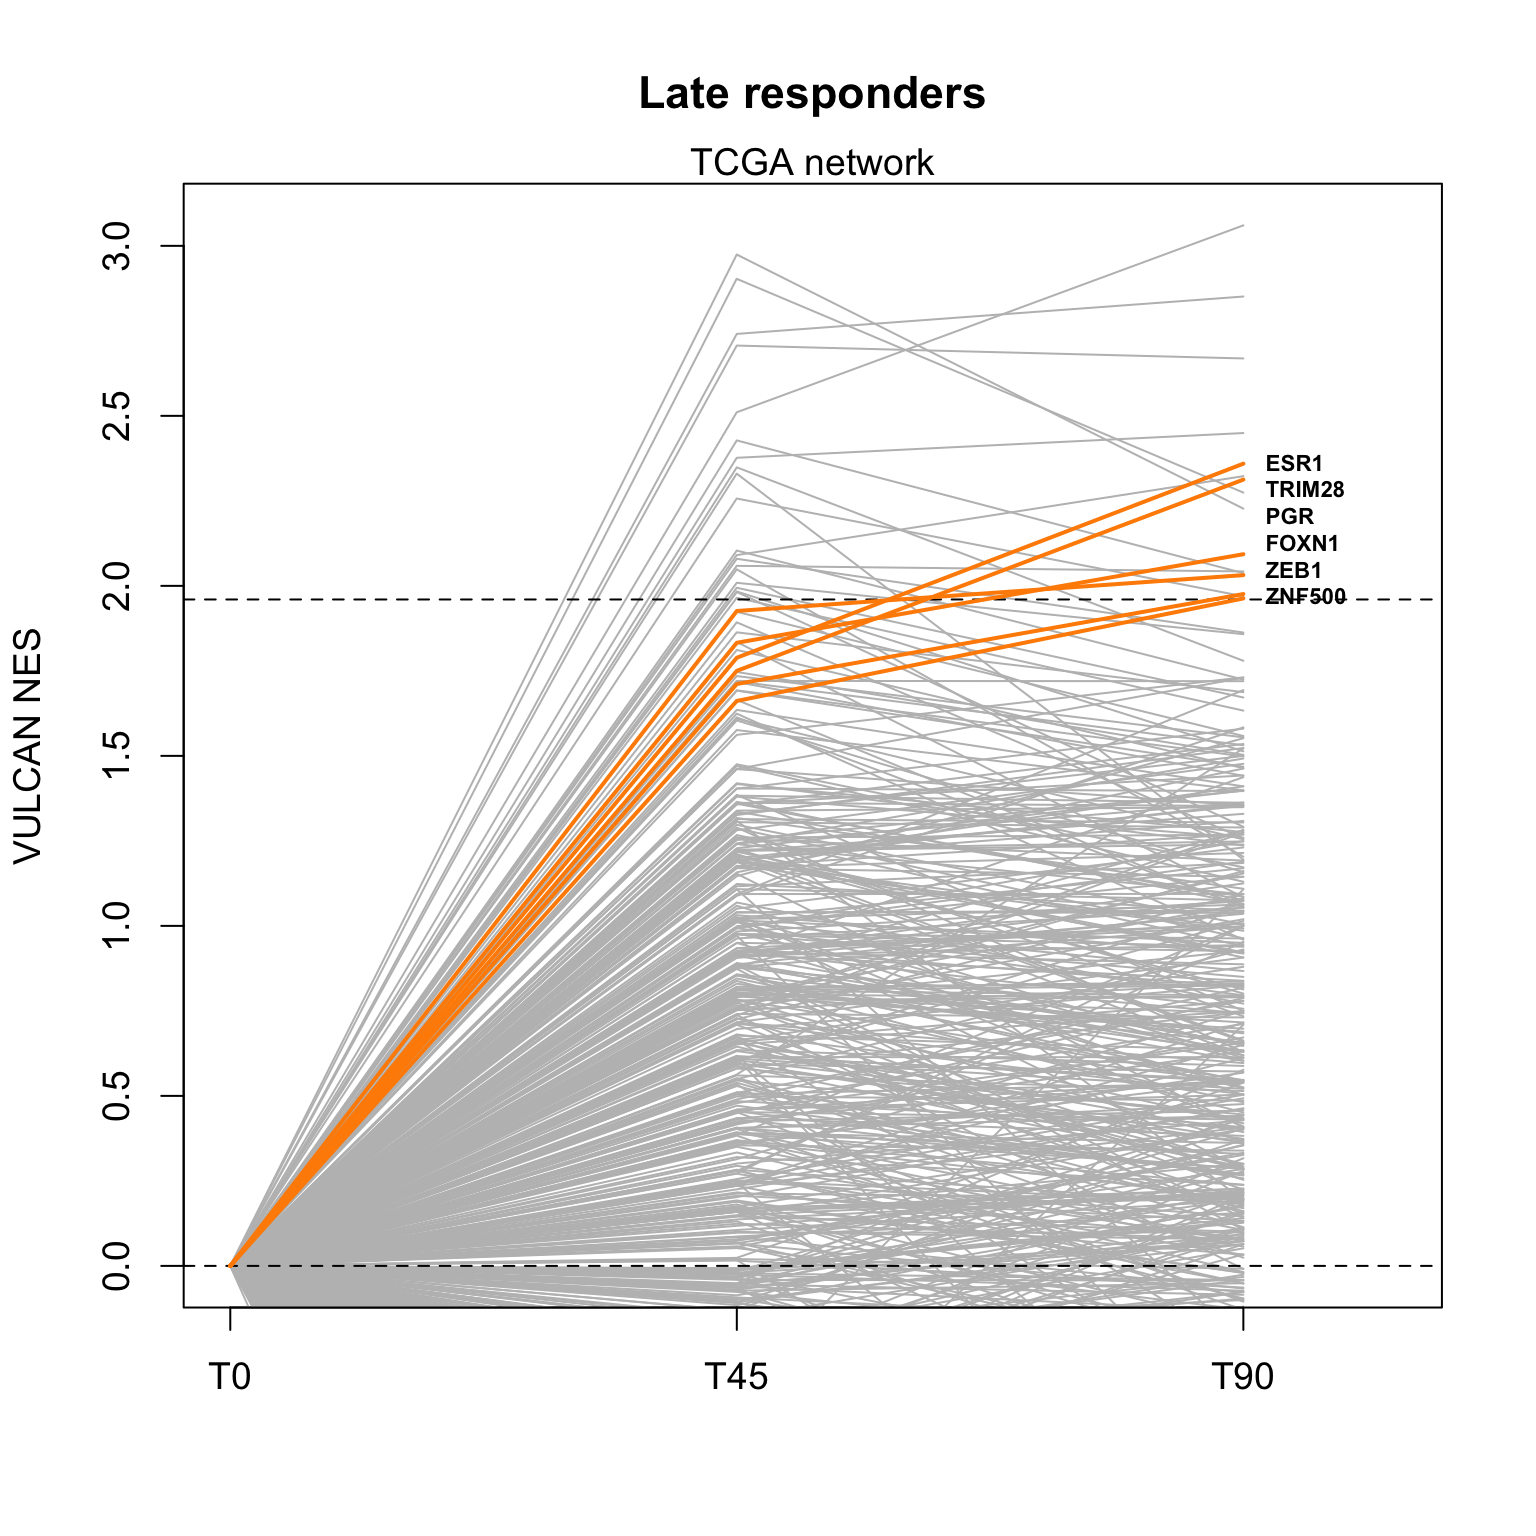 Late responders
TCGA network
VULCAN NES
3.0
2.5
2.0
1.5
1.0
0.5
0.0
ESR1
TRIM28
PGR
FOXN1
ZEB1
ZNF500
T0
T45
T90